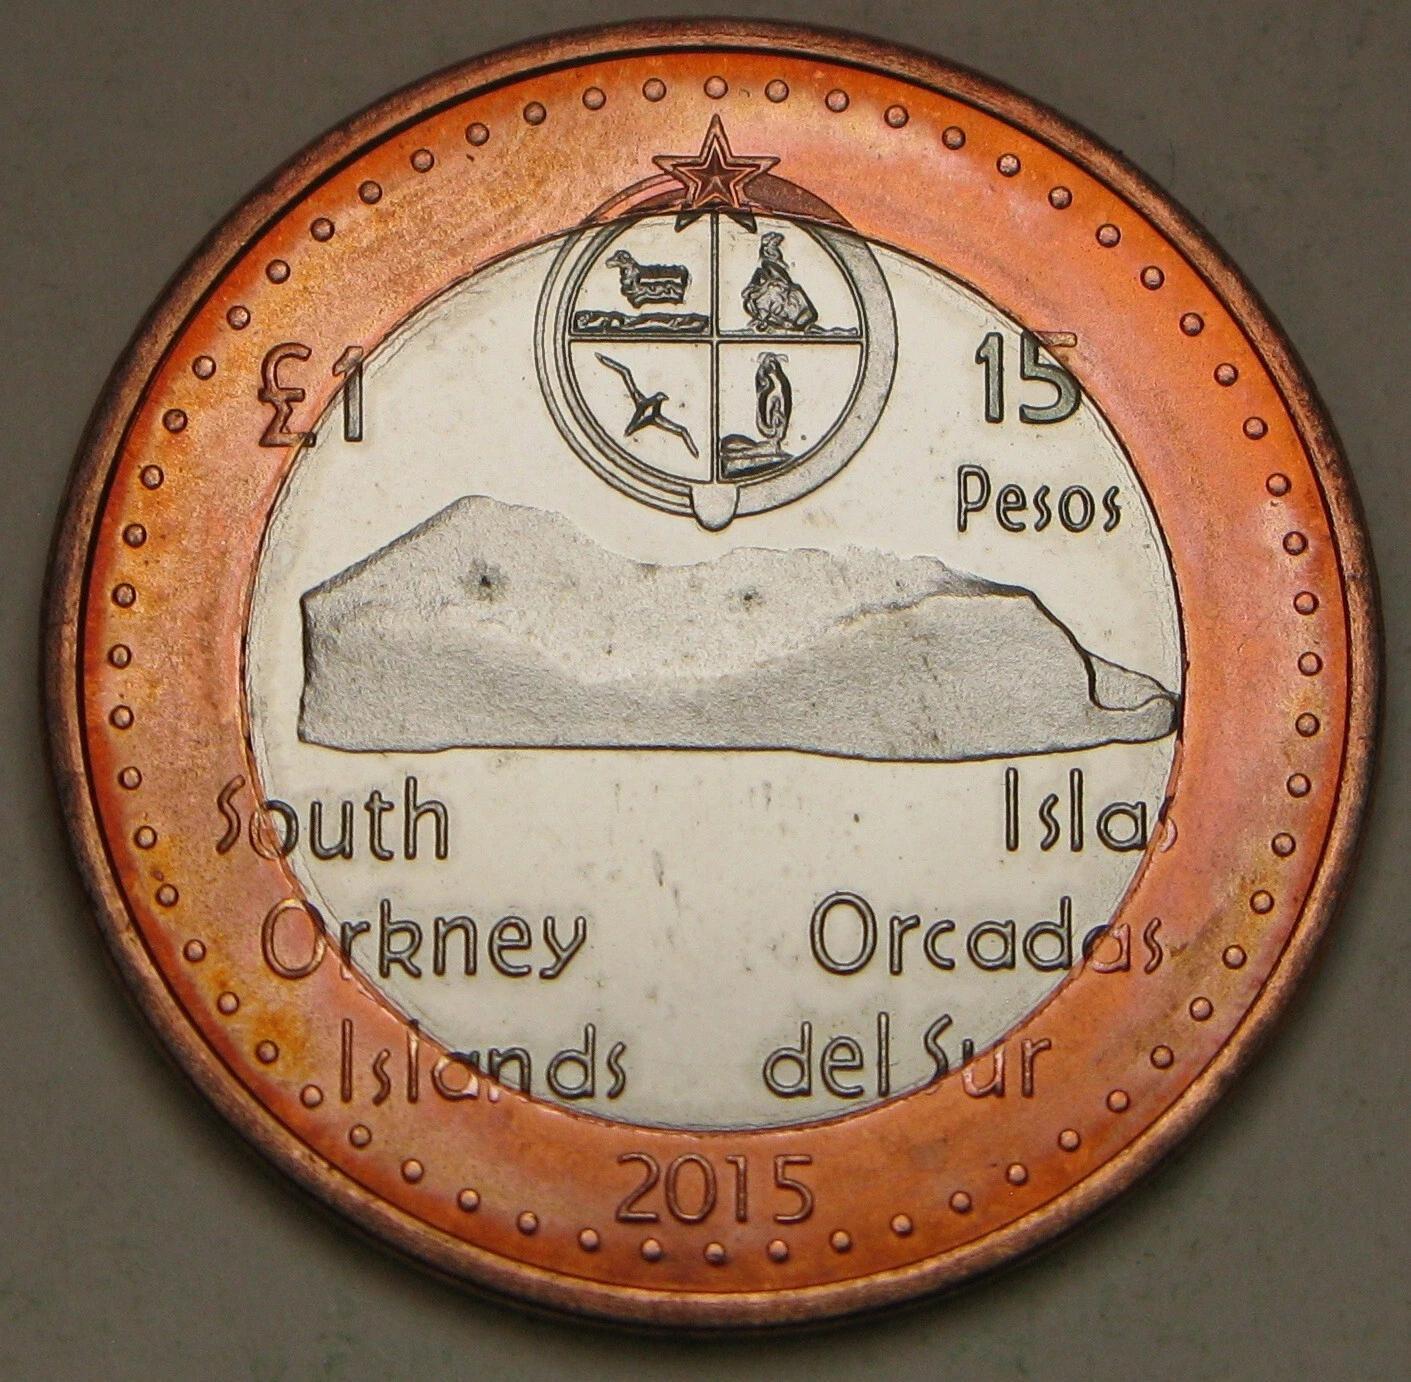 £1
15
Pesos
South
Orkney
Islands
Islas
Orcadas
del Sur
2015